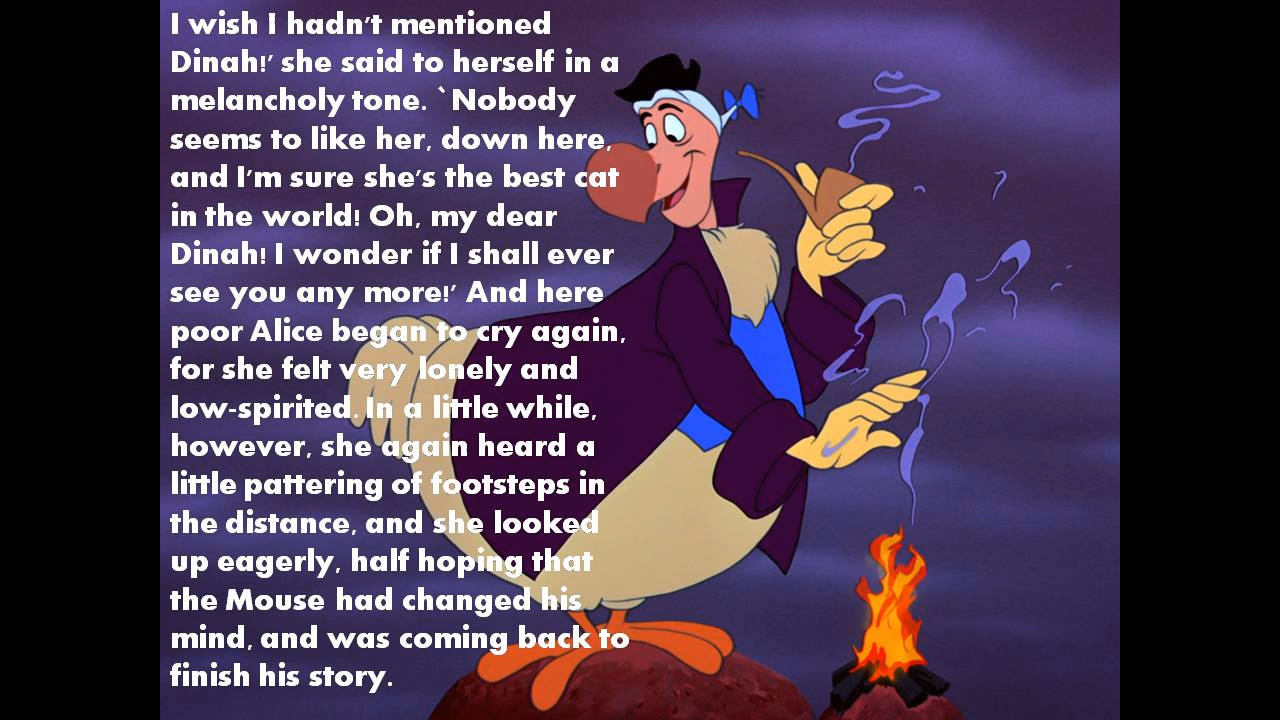 I wish I hadn't mentioned
Dinah!' she said to herself in a
melancholy tone. `Nobody
seems to like her, down here,
and I'm sure she's the best cat
in the world! Oh, my dear
Dinah! I wonder if I shall ever
see you any more!' And here
poor Alice began to cry again,
for she felt very lonely and
low-spirited. In a little while,
however, she again heard a
little pattering of footsteps in
the distance, and she looked
up eagerly, half hoping that
the Mouse had changed his
mind, and was coming back to
finish his story.